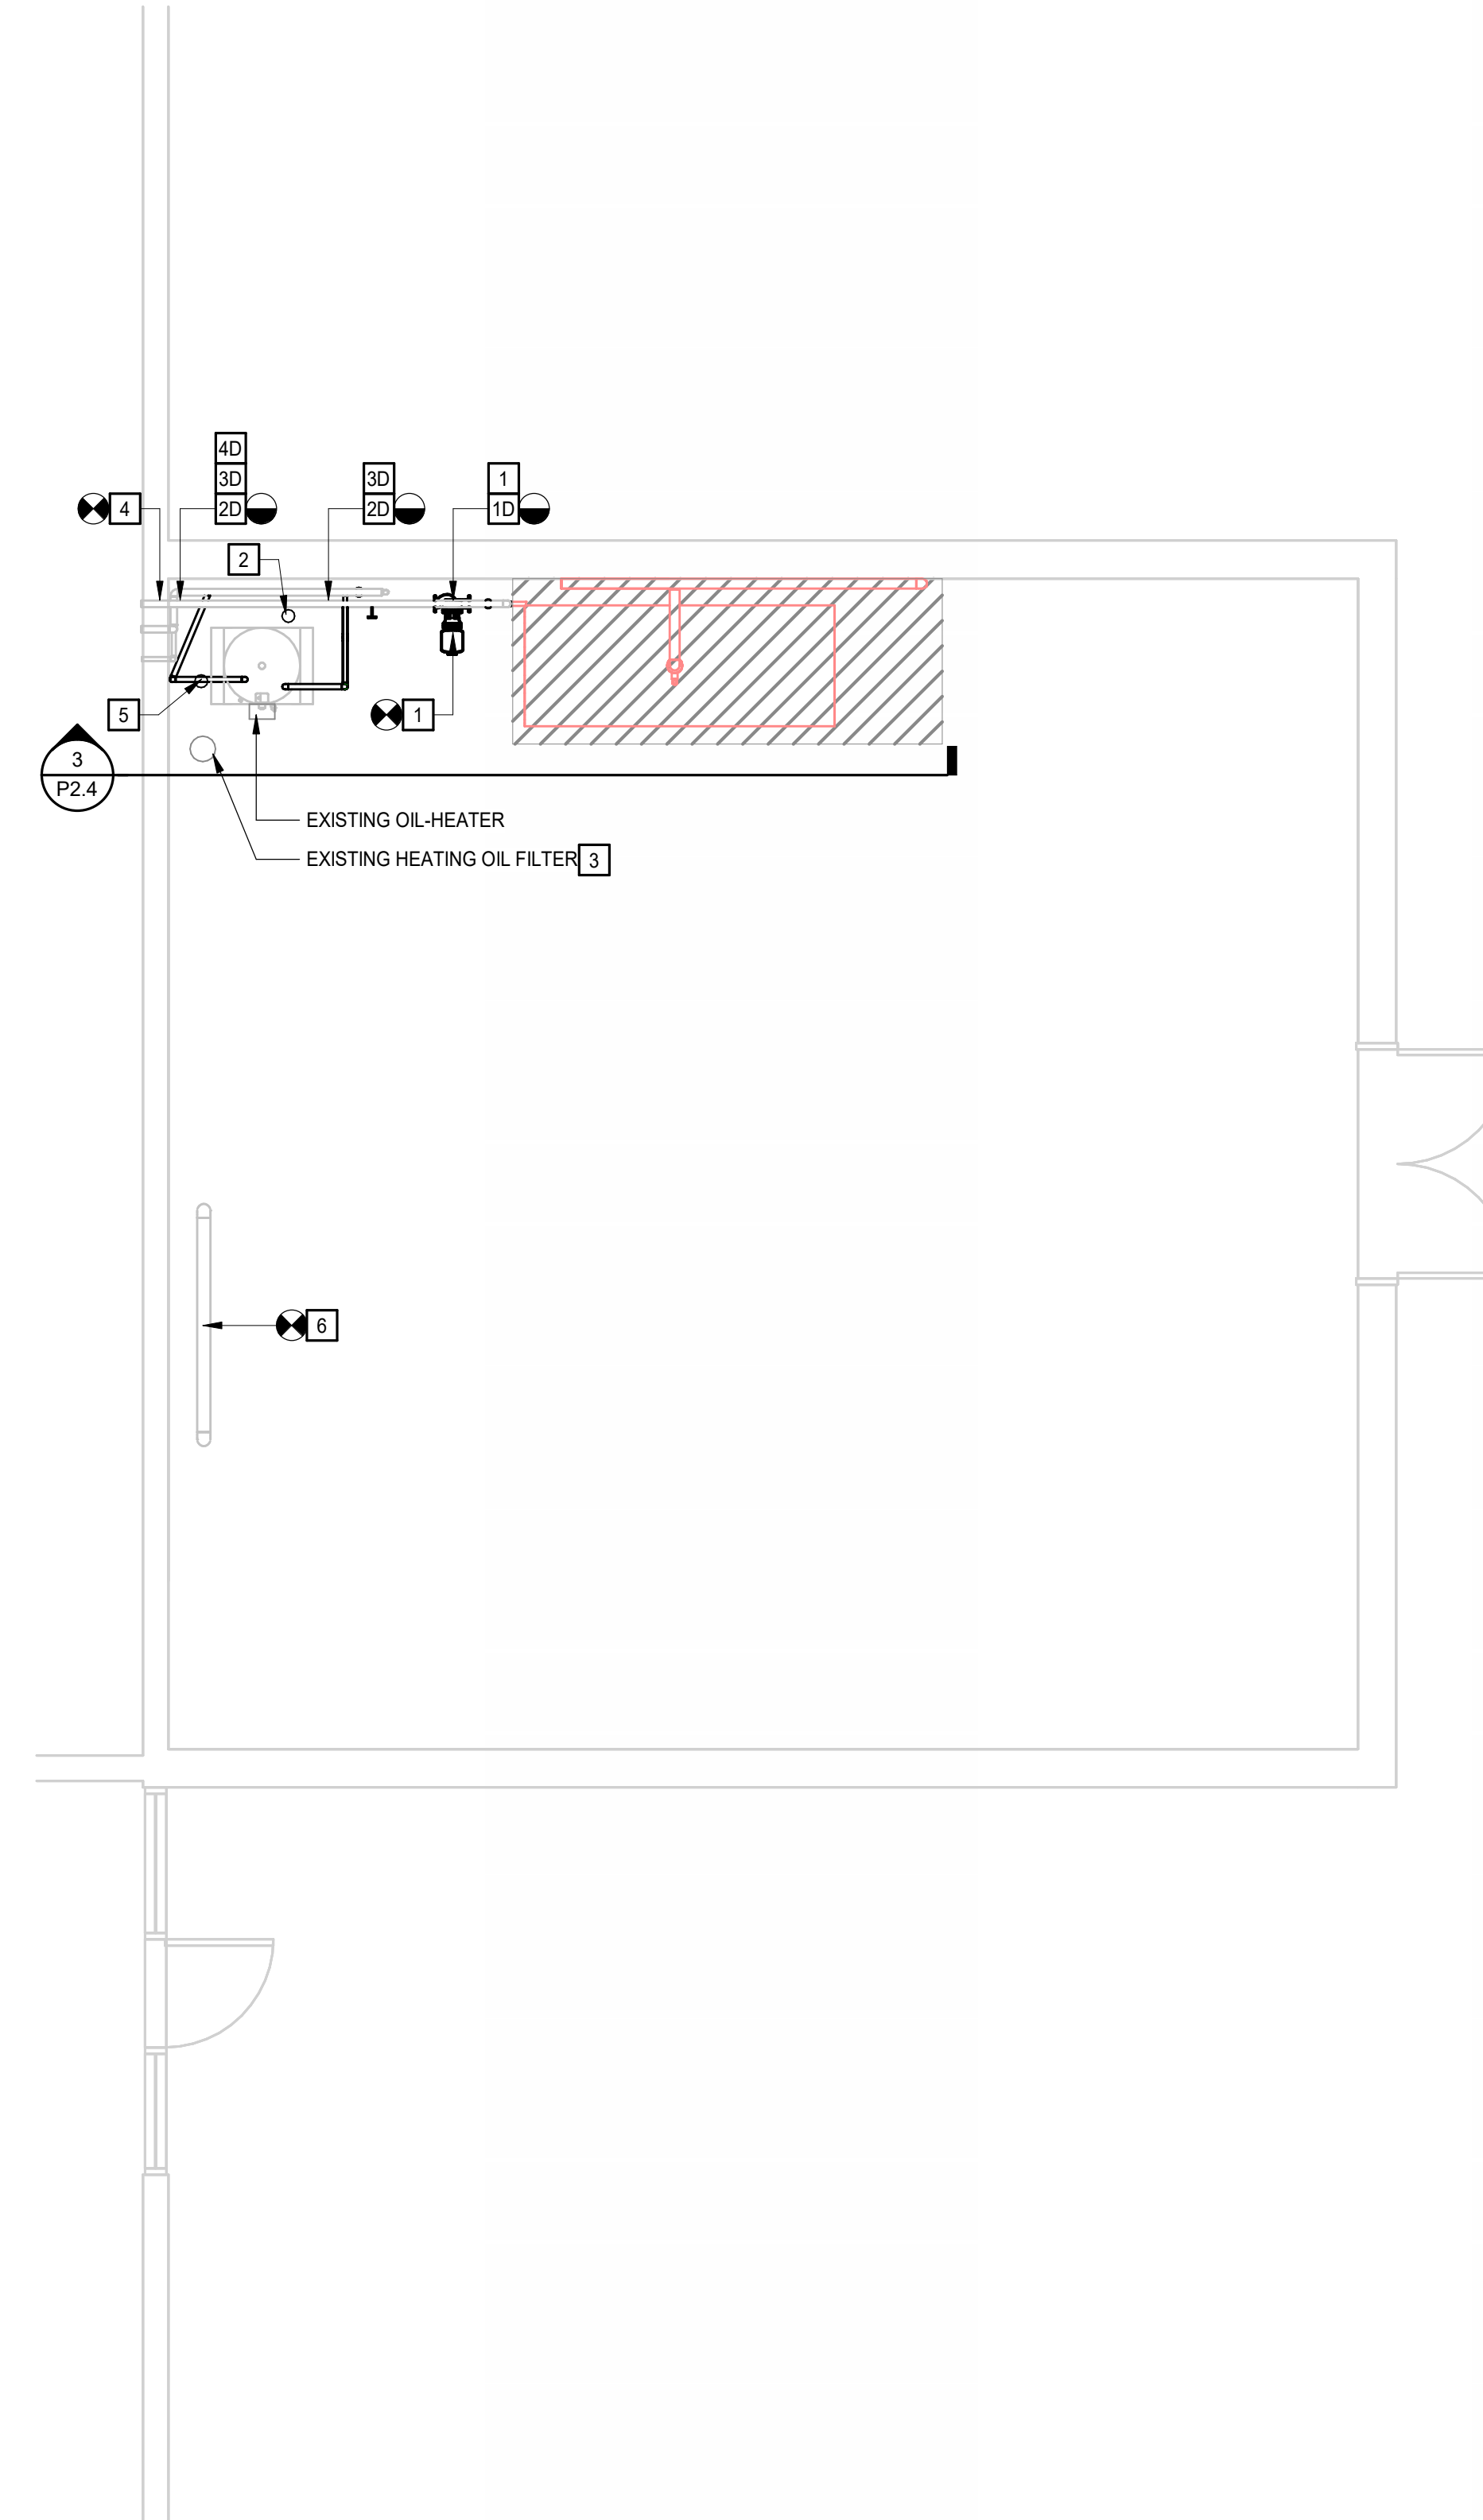 4D
3D
3D
1
4
2D
2D
1D
2
5
1
3
P2.4
EXISTING OIL-HEATER
EXISTING HEATING OIL FILTER 3
6